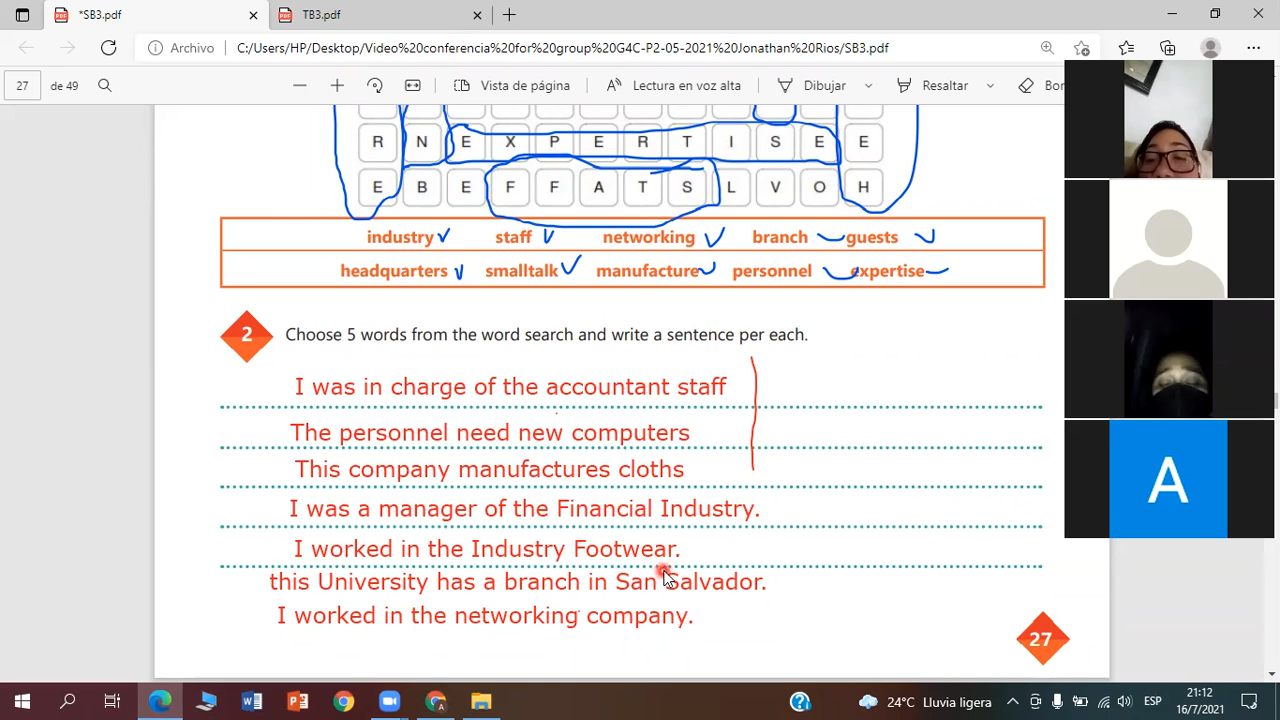 *SB3.pdf
TB3.pdf
Archivo
C:/Users/HP/Desktop/Video%20conferencia%20for%20group%20G4C-P2-05-2021%20Jonathan%20Rios/SB3.pdf
27
de 49
Vista de página
Lectura en voz alta
Dibujar
Resaltar
Bor
R N E X P E R T I S E E
E B E F F A T S L V O H
industry staff networking branch guests
headquarters smalltalk manufacture personnel expertise
2
Choose 5 words from the word search and write a sentence per each.
I was in charge of the accountant staff
The personnel need new computers
This company manufactures cloths
I was a manager of the Financial Industry.
I worked in the Industry Footwear.
this University has a branch in San Salvador.
I worked in the networking company.
27
A
24°C Lluvia ligera
ESP
21:12
16/7/2021